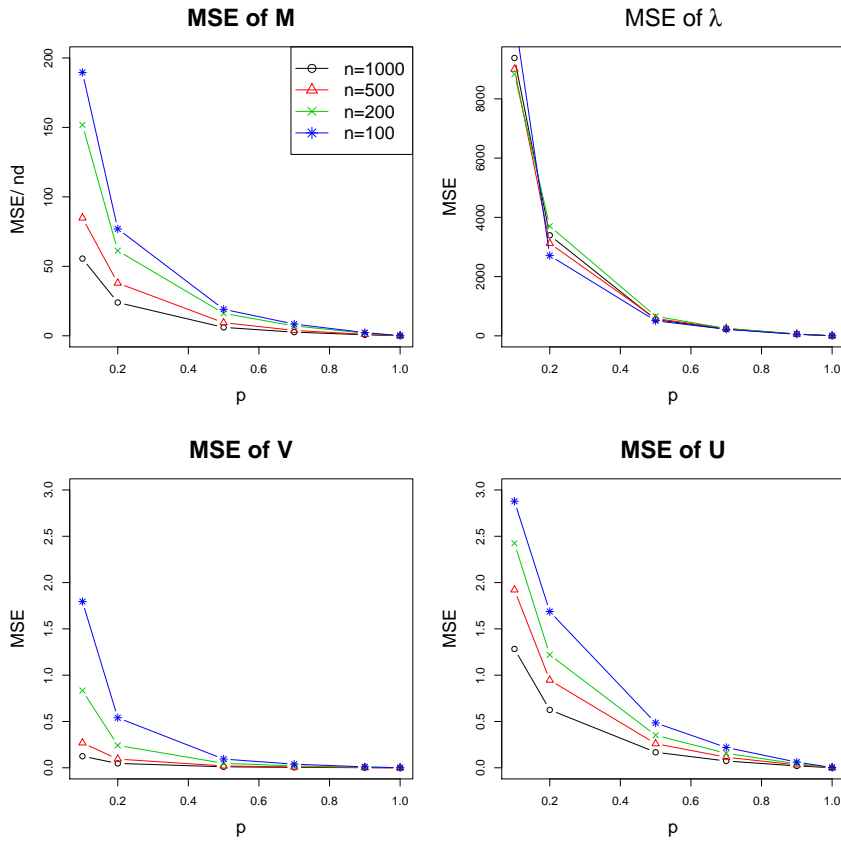 MSE of M
MSE/ nd
200
150
100
50
0
n=1000
n=500
n=200
n=100
0.2 0.4 0.6 0.8 1.0
p
MSE of λ
MSE
8000
6000
4000
2000
0
0.2 0.4 0.6 0.8 1.0
p
MSE of V
MSE
3.0
2.5
2.0
1.5
1.0
0.5
0.0
0.2 0.4 0.6 0.8 1.0
p
MSE of U
MSE
3.0
2.5
2.0
1.5
1.0
0.5
0.0
0.2 0.4 0.6 0.8 1.0
p